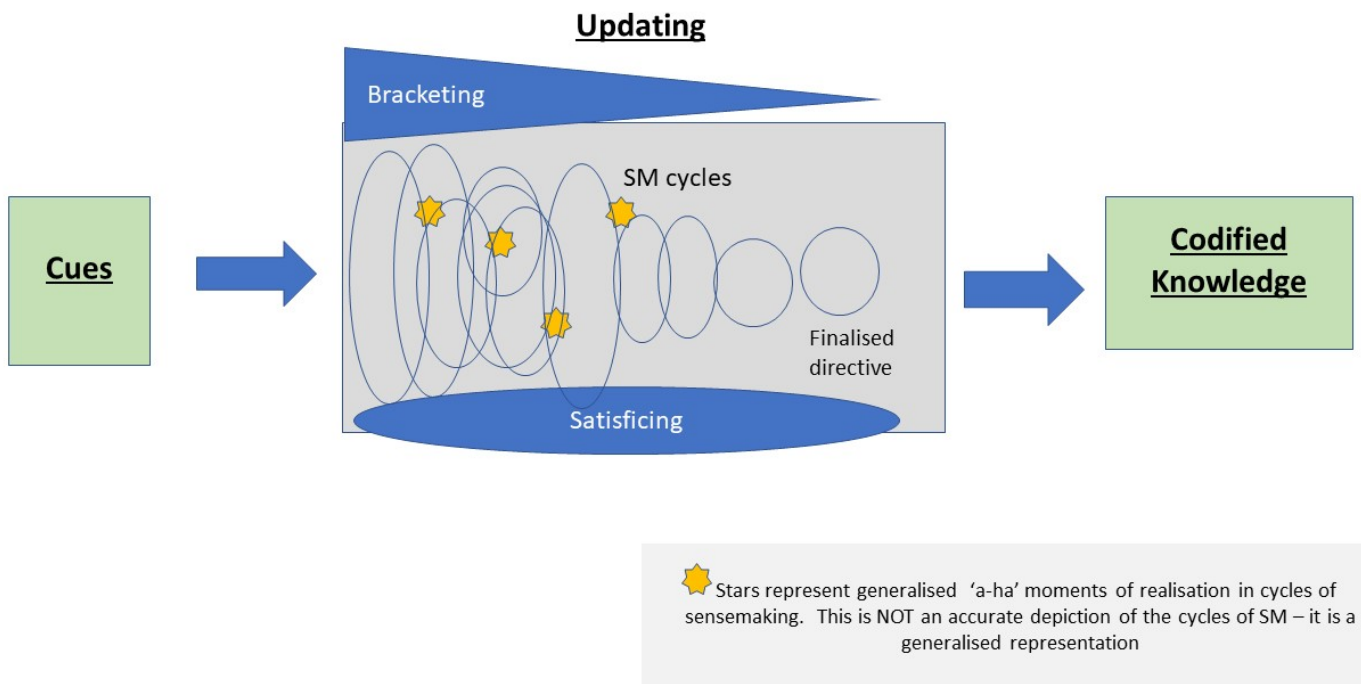 Updating
Bracketing
SM cycles
Cues
Codified
Knowledge
Finalised
directive
Satisficing
Stars represent generalised ‘a-ha’ moments of realisation in cycles of
sensemaking. This is NOT an accurate depiction of the cycles of SM – it is a
generalised representation